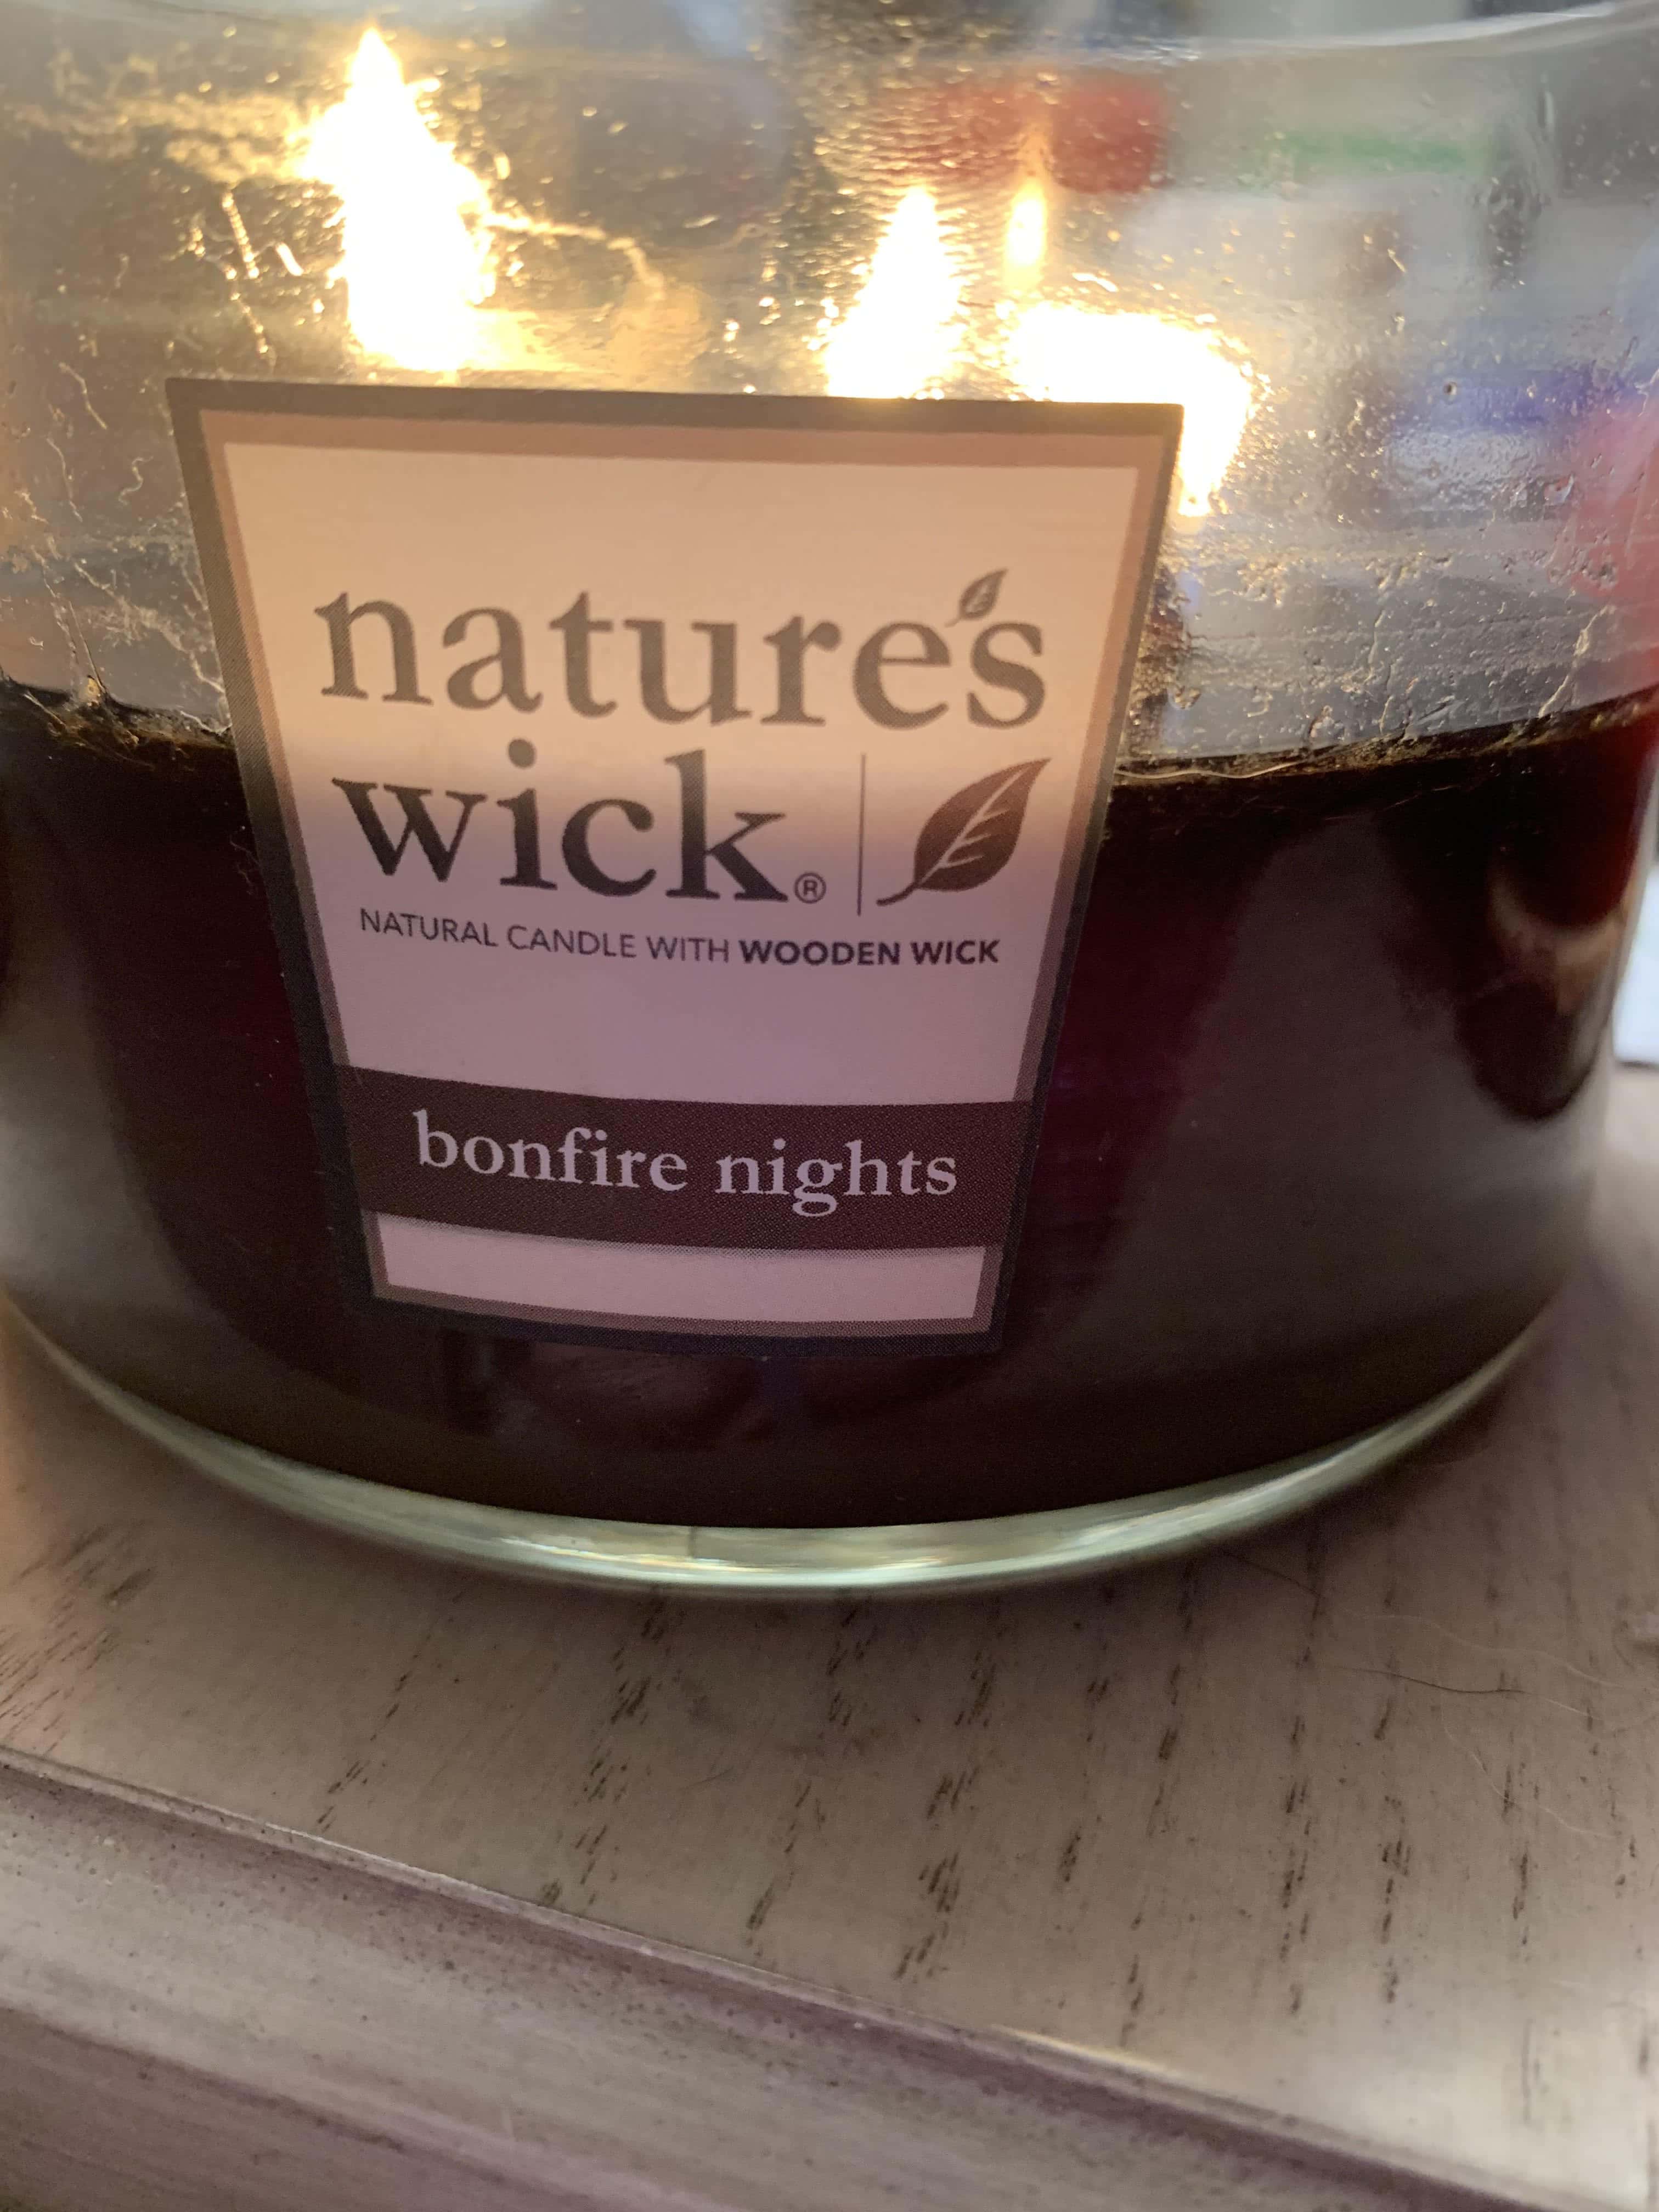 nature's
wick®
NATURAL CANDLE WITH WOODEN WICK
bonfire nights